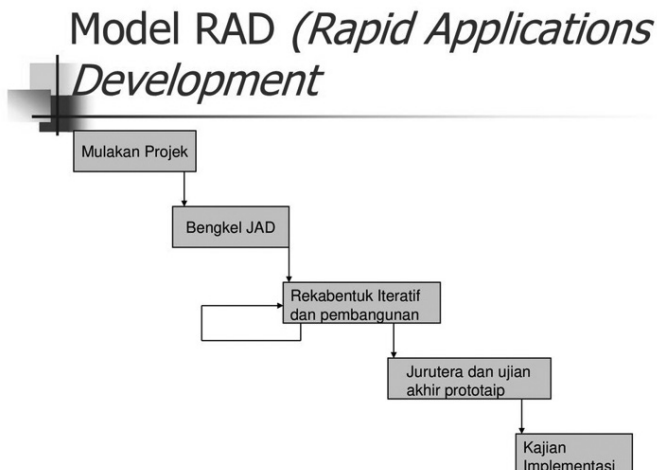 Model RAD (Rapid Applications
Development
Mulakan Projek
Bengkel JAD
Rekabentuk Iteratif
dan pembangunan
Jurutera dan ujian
akhir prototaip
Kajian
Implementasi